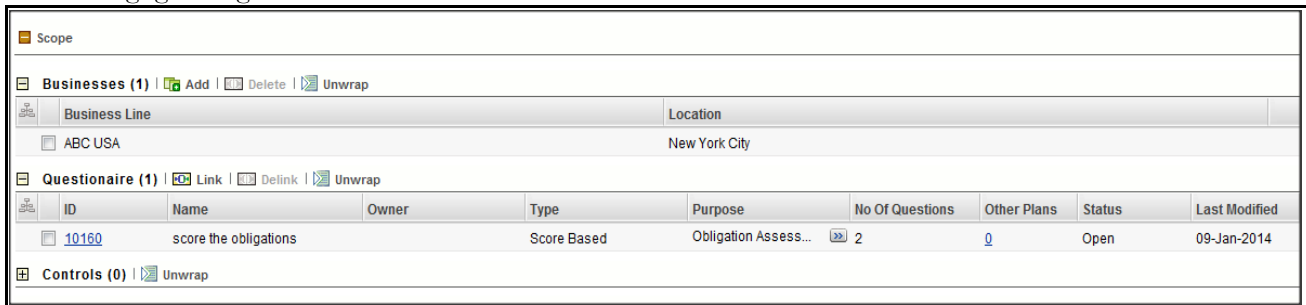 Scope
Businesses (1) | Add | Delete | Unwrap
Business Line Location
ABC USA New York City
Questionaire (1) | Link | Delink | Unwrap
ID Name Owner Type Purpose No Of Questions Other Plans Status Last Modified
10160 score the obligations Score Based Obligation Assess... 2 0 Open 09-Jan-2014
Controls (0) | Unwrap